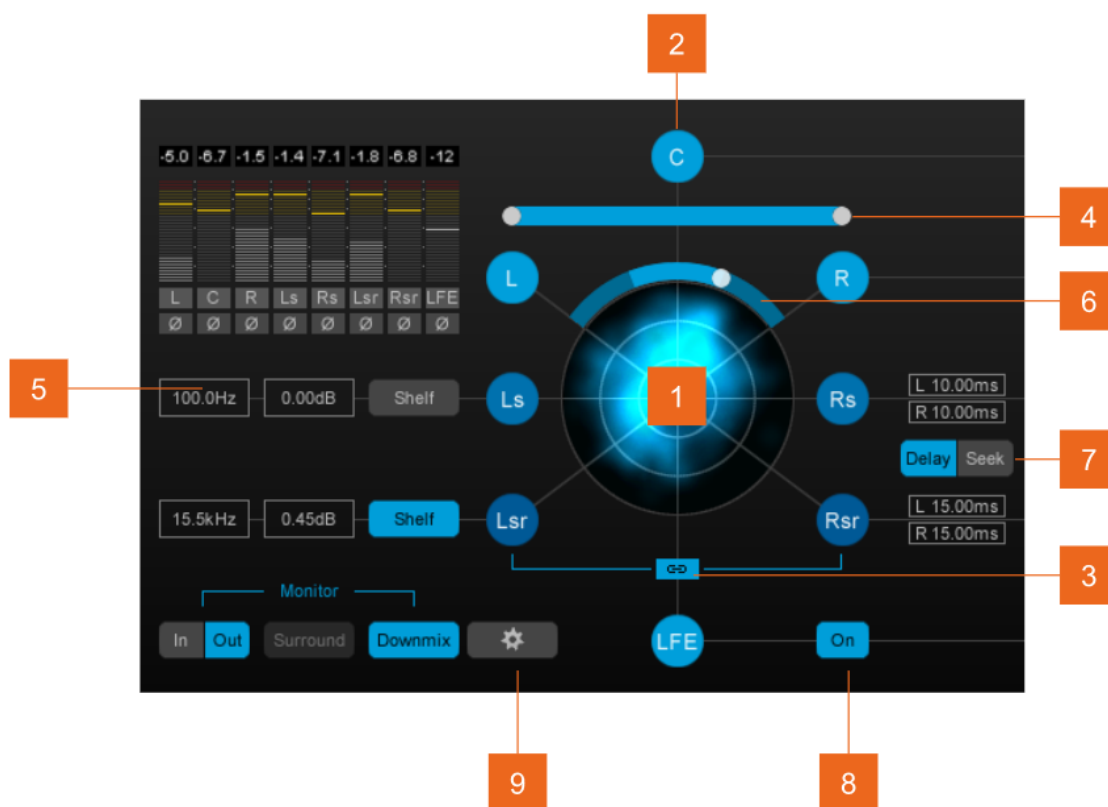 2
C
-5.0 -6.7 -1.5 -1.4 -7.1 -1.8 -6.8 -12
4
L R
L C R Ls Rs Lsr Rsr LFE
Ø Ø Ø Ø Ø Ø Ø Ø
6
5
100.0Hz 0.00dB Shelf Ls 1 Rs
L 10.00ms
R 10.00ms
Delay Seek 7
15.5kHz 0.45dB Shelf Lsr Rsr
L 15.00ms
R 15.00ms
3
Monitor
In Out Surround Downmix LFE On
9 8